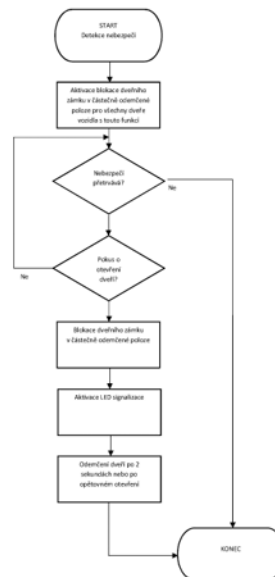 START
Detekce nebezpečí
Aktivace blokace dveřního
zámku v částečně odemčené
poloze pro všechny dveře
vozidla s touto funkcí
Nebezpečí
přetrvává?
Ne
Pokus o
otevření
dveří?
Ne
Blokace dveřního zámku
v částečně odemčené poloze
Aktivace LED signalizace
Odemčení dveří po 2
sekundách nebo po
opětovném otevření
KONEC